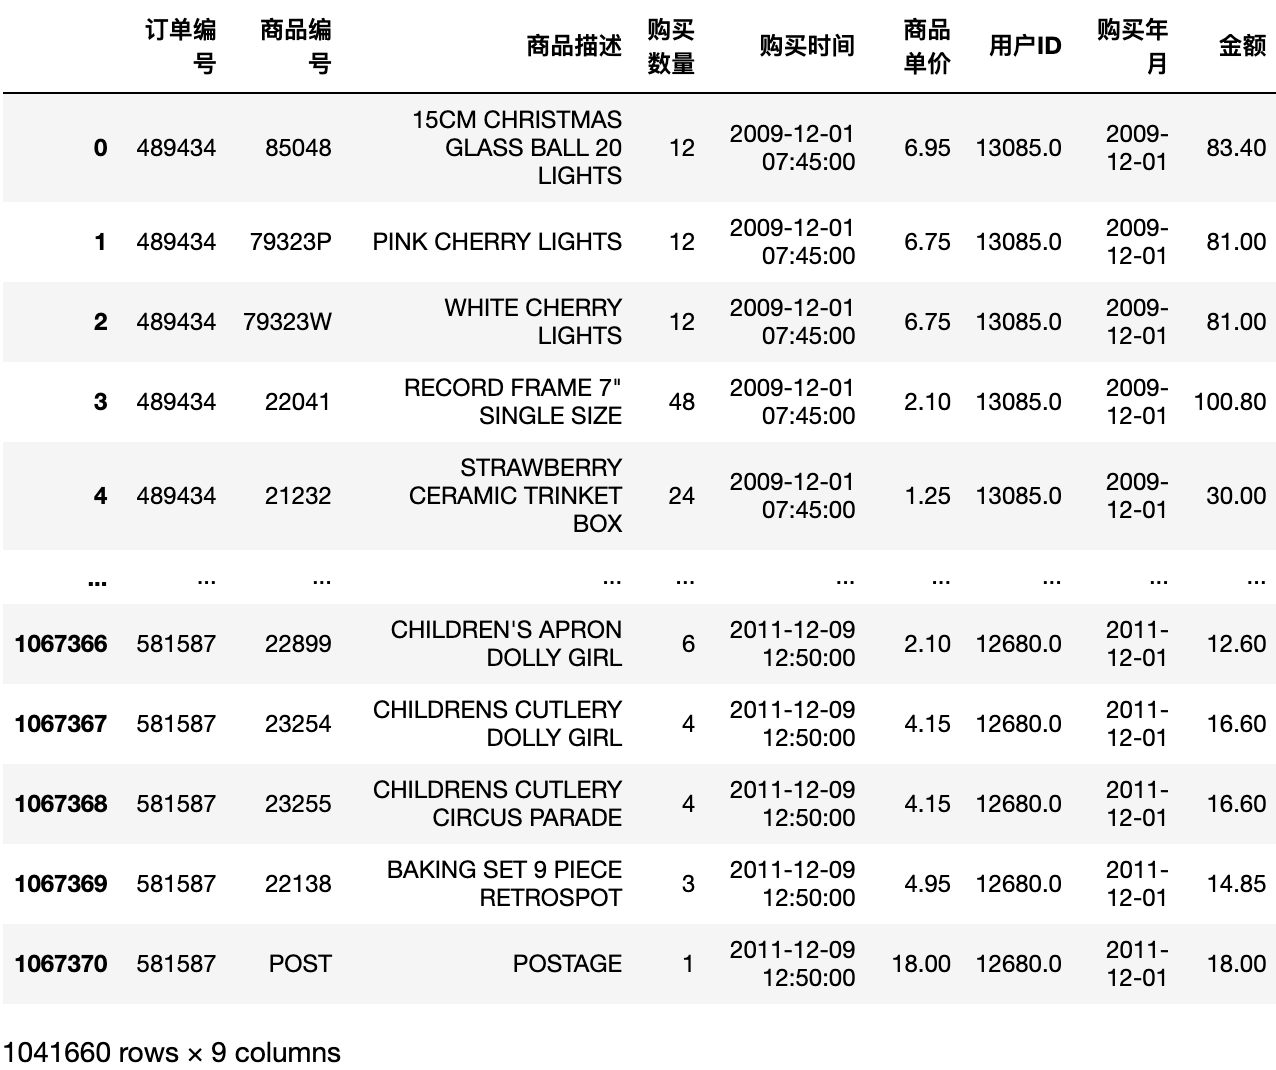 订单编号 商品编号 商品描述 购买数量 购买时间 商品单价 用户ID 购买年月 金额
0 489434 85048 15CM CHRISTMAS GLASS BALL 20 LIGHTS 12 2009-12-01 07:45:00 6.95 13085.0 2009-12-01 83.40
1 489434 79323P PINK CHERRY LIGHTS 12 2009-12-01 07:45:00 6.75 13085.0 2009-12-01 81.00
2 489434 79323W WHITE CHERRY LIGHTS 12 2009-12-01 07:45:00 6.75 13085.0 2009-12-01 81.00
3 489434 22041 RECORD FRAME 7" SINGLE SIZE 48 2009-12-01 07:45:00 2.10 13085.0 2009-12-01 100.80
4 489434 21232 STRAWBERRY CERAMIC TRINKET BOX 24 2009-12-01 07:45:00 1.25 13085.0 2009-12-01 30.00
... ... ... ... ... ... ... ... ... ...
1067366 581587 22899 CHILDREN'S APRON DOLLY GIRL 6 2011-12-09 12:50:00 2.10 12680.0 2011-12-01 12.60
1067367 581587 23254 CHILDRENS CUTLERY DOLLY GIRL 4 2011-12-09 12:50:00 4.15 12680.0 2011-12-01 16.60
1067368 581587 23255 CHILDRENS CUTLERY CIRCUS PARADE 4 2011-12-09 12:50:00 4.15 12680.0 2011-12-01 16.60
1067369 581587 22138 BAKING SET 9 PIECE RETROSPOT 3 2011-12-09 12:50:00 4.95 12680.0 2011-12-01 14.85
1067370 581587 POST POSTAGE 1 2011-12-09 12:50:00 18.00 12680.0 2011-12-01 18.00
1041660 rows × 9 columns